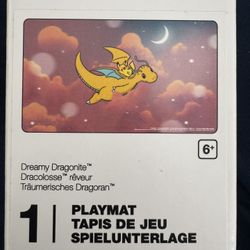 6+
Dreamy Dragonite™
Dracolosse™ rêveur
Träumerisches Dragoran™
1 PLAYMAT
TAPIS DE JEU
SPIELUNTERLAGE